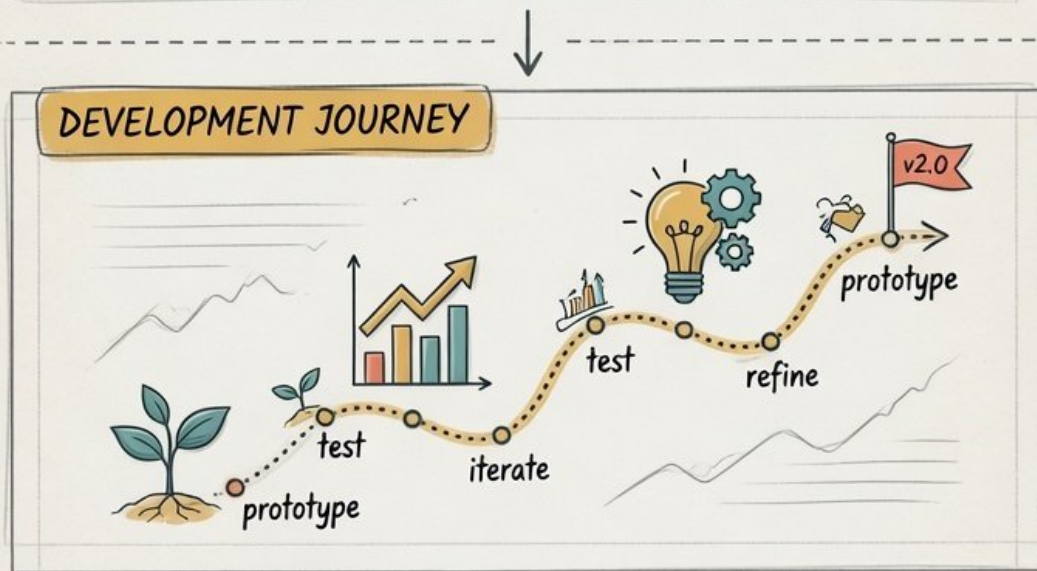 DEVELOPMENT JOURNEY
v2.0
prototype
test
refine
test
iterate
prototype